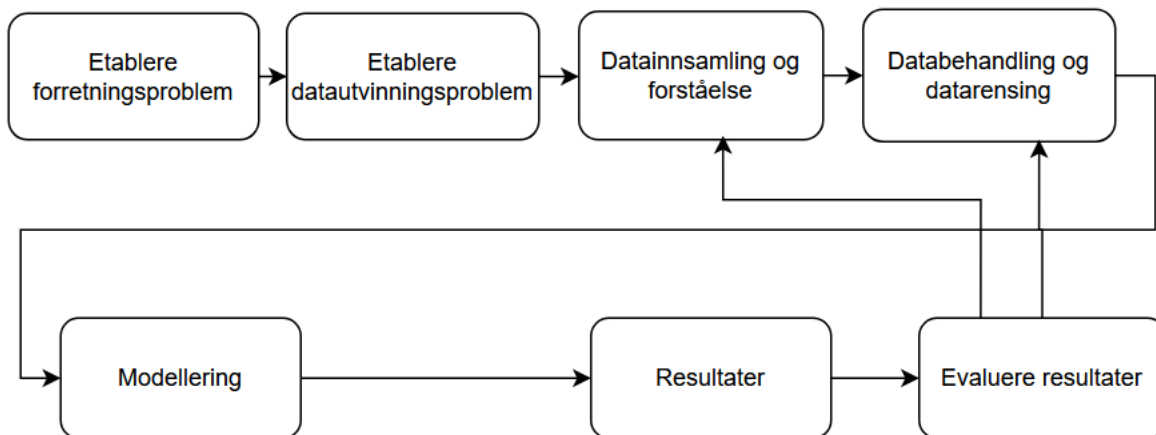 Etablere
forretningsproblem
Etablere
datautvinningsproblem
Datainnsamling og
forståelse
Databehandling og
datarensing
Modellering
Resultater
Evaluere resultater